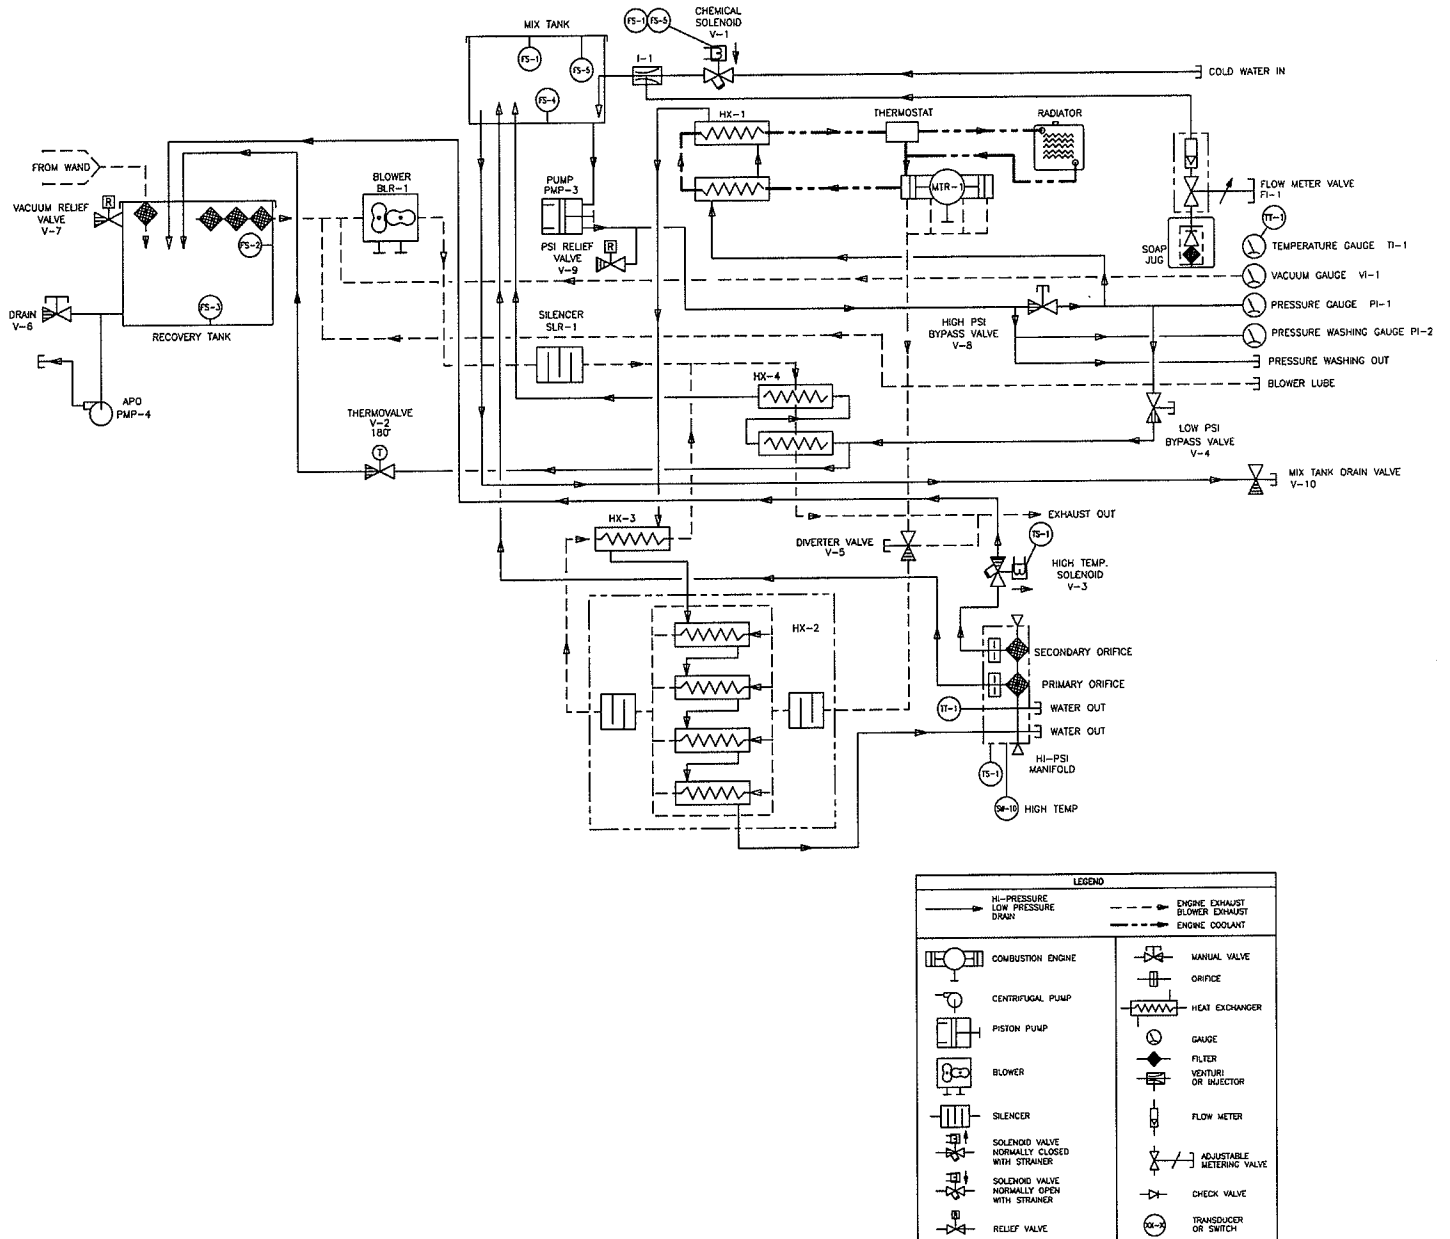 MIX TANK
FS-1
FS-5
CHEMICAL
SOLENOID
V-1
FS-1
FS-5
FS-4
I-1
COLD WATER IN
HX-1
THERMOSTAT
RADIATOR
MTR-1
FROM WAND
BLOWER
BLR-1
PUMP
PMP-3
VACUUM RELIEF
VALVE
V-7
R
FS-2
FS-3
RECOVERY TANK
PSI RELIEF
VALVE
V-9
R
FLOW METER VALVE
FI-1
TT-1
SOAP
JUG
TEMPERATURE GAUGE TI-1
VACUUM GAUGE VI-1
PRESSURE GAUGE PI-1
PRESSURE WASHING GAUGE PI-2
PRESSURE WASHING OUT
BLOWER LUBE
DRAIN
V-6
SILENCER
SLR-1
HIGH PSI
BYPASS VALVE
V-8
HX-4
APO
PMP-4
THERMOVALVE
V-2
180°
T
LOW PSI
BYPASS VALVE
V-4
MIX TANK DRAIN VALVE
V-10
EXHAUST OUT
HX-3
DIVERTER VALVE
V-5
TS-1
HIGH TEMP.
SOLENOID
V-3
HX-2
SECONDARY ORIFICE
PRIMARY ORIFICE
TT-1
WATER OUT
WATER OUT
HI-PSI
MANIFOLD
TS-1
SW-10
HIGH TEMP
LEGEND
HI-PRESSURE
LOW PRESSURE
DRAIN
ENGINE EXHAUST
BLOWER EXHAUST
ENGINE COOLANT
COMBUSTION ENGINE
CENTRIFUGAL PUMP
PISTON PUMP
BLOWER
SILENCER
SOLENOID VALVE
NORMALLY CLOSED
WITH STRAINER
SOLENOID VALVE
NORMALLY OPEN
WITH STRAINER
R
RELIEF VALVE
MANUAL VALVE
ORIFICE
HEAT EXCHANGER
GAUGE
FILTER
VENTURI
OR INJECTOR
FLOW METER
ADJUSTABLE
METERING VALVE
CHECK VALVE
XX-X
TRANSDUCER
OR SWITCH